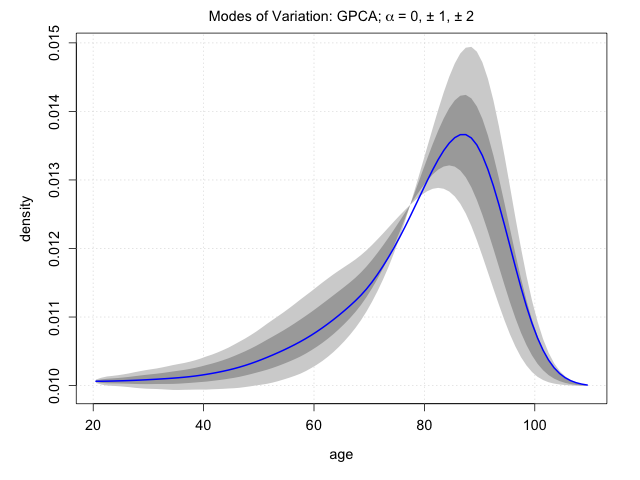 Modes of Variation: GPCA; α = 0, ± 1, ± 2
density
0.015
0.014
0.013
0.012
0.011
0.010
20 40 60 80 100
age